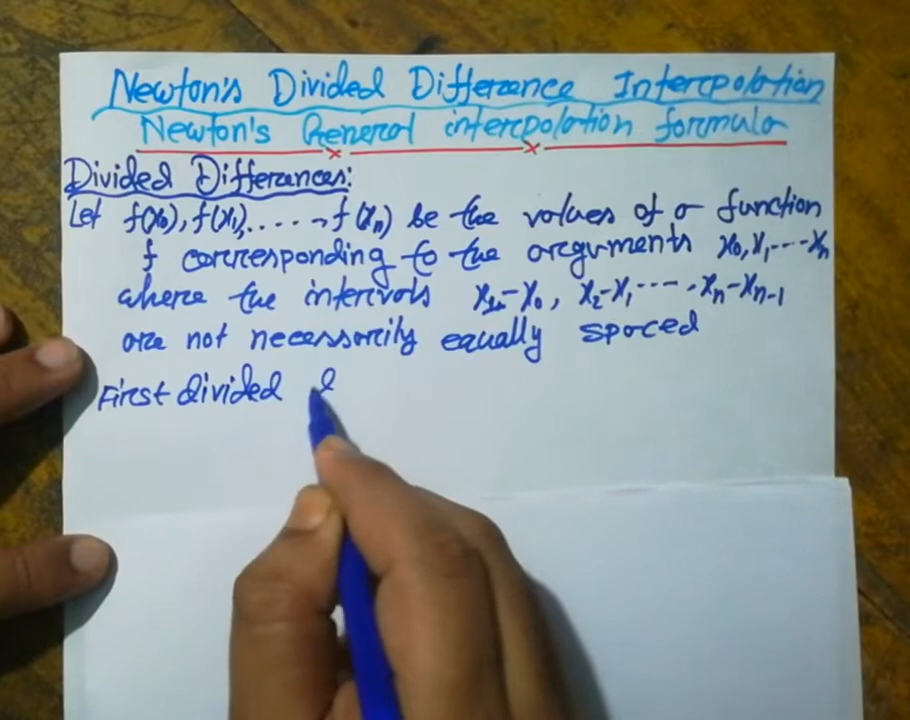 Newton's Divided Difference Interpolation
Newton's General interpolation formula
Divided Differences:
Let f(x₀), f(x₁), ....., f(xₙ) be the values of a function
f corresponding to the arguments x₀, x₁, ... xₙ
where the intervals x₁-x₀, x₂-x₁ ...., xₙ-xₙ₋₁
are not necessarily equally spaced
First divided d